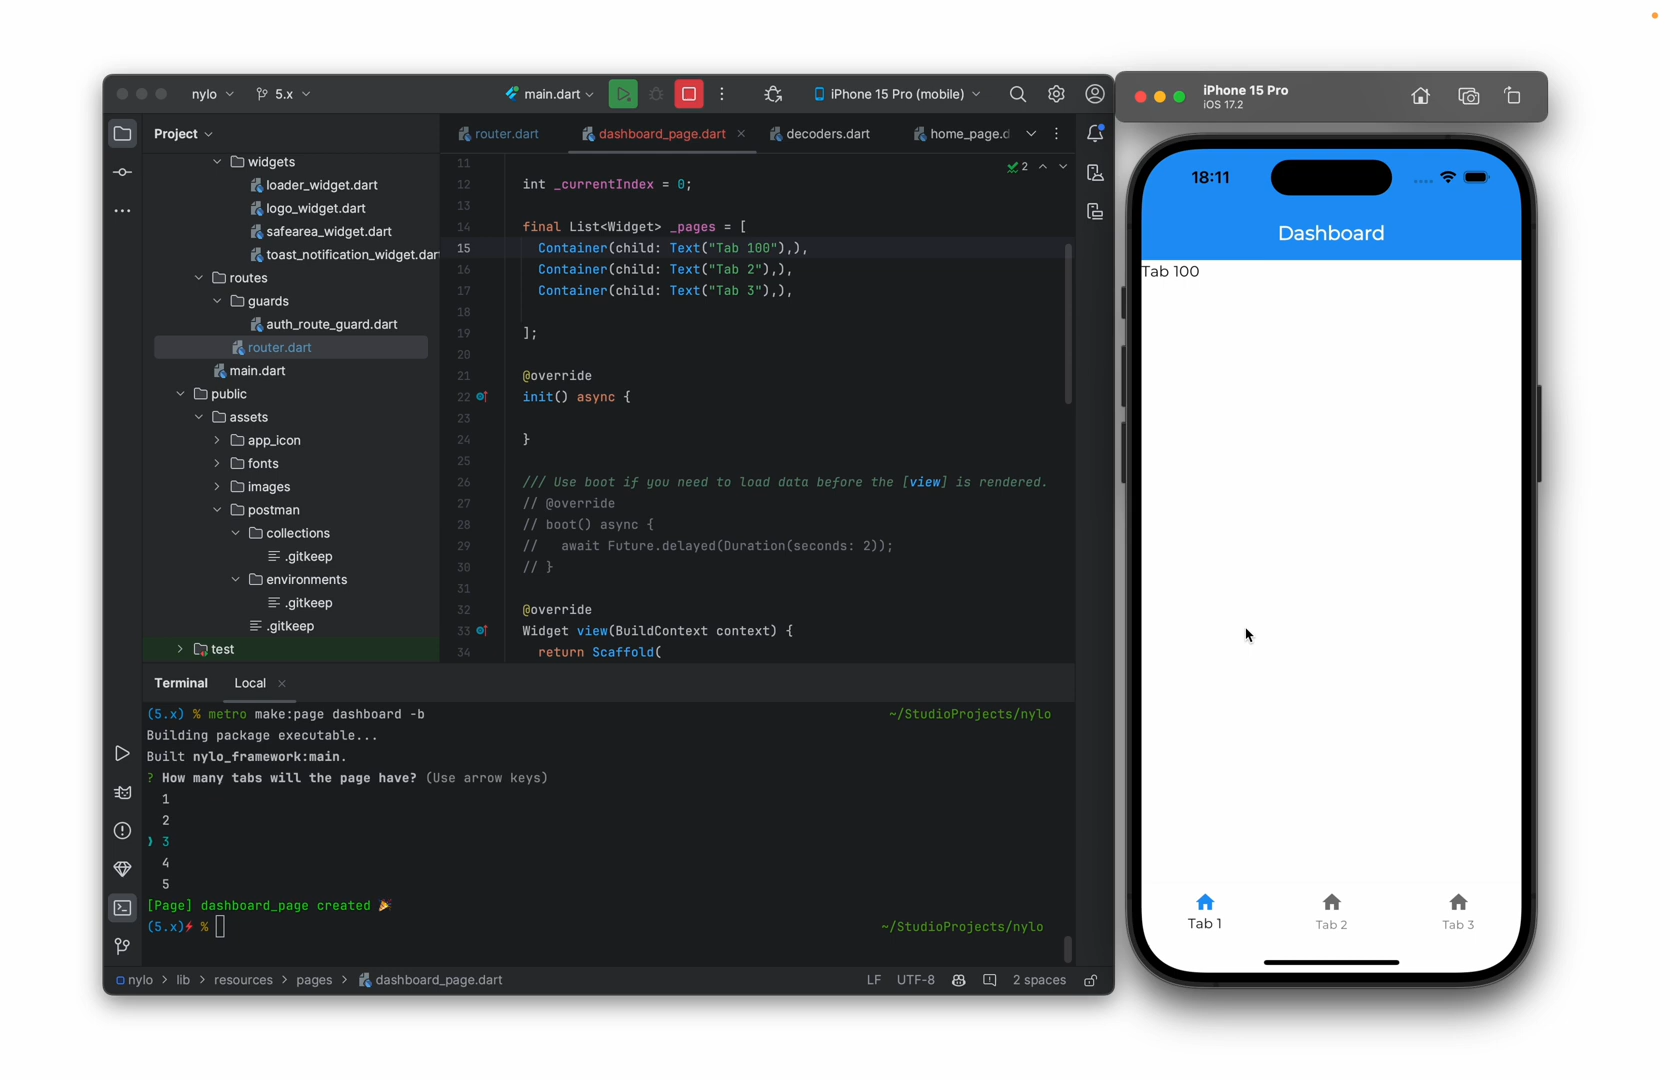 nylo
5.x
main.dart
iPhone 15 Pro (mobile)
Project
router.dart
dashboard_page.dart
decoders.dart
home_page.d
widgets
loader_widget.dart
logo_widget.dart
safearea_widget.dart
toast_notification_widget.dar
routes
guards
auth_route_guard.dart
router.dart
main.dart
public
assets
app_icon
fonts
images
postman
collections
.gitkeep
environments
.gitkeep
.gitkeep
test
2
11
12 int _currentIndex = 0;
13
14 final List<Widget> _pages = [
15 Container(child: Text("Tab 100"),),
16 Container(child: Text("Tab 2"),),
17 Container(child: Text("Tab 3"),),
18
19 ];
20
21 @override
22 init() async {
23
24 }
25
26 /// Use boot if you need to load data before the [view] is rendered.
27 // @override
28 // boot() async {
29 //   await Future.delayed(Duration(seconds: 2));
30 // }
31
32 @override
33 Widget view(BuildContext context) {
34 return Scaffold(
Terminal
Local
(5.x) % metro make:page dashboard -b ~/StudioProjects/nylo
Building package executable...
Built nylo_framework:main.
? How many tabs will the page have? (Use arrow keys)
1
2
❯ 3
4
5
[Page] dashboard_page created 🎉
(5.x)⚡ % ~/StudioProjects/nylo
nylo > lib > resources > pages > dashboard_page.dart
LF UTF-8 2 spaces
iPhone 15 Pro
iOS 17.2
18:11
Dashboard
Tab 100
Tab 1
Tab 2
Tab 3